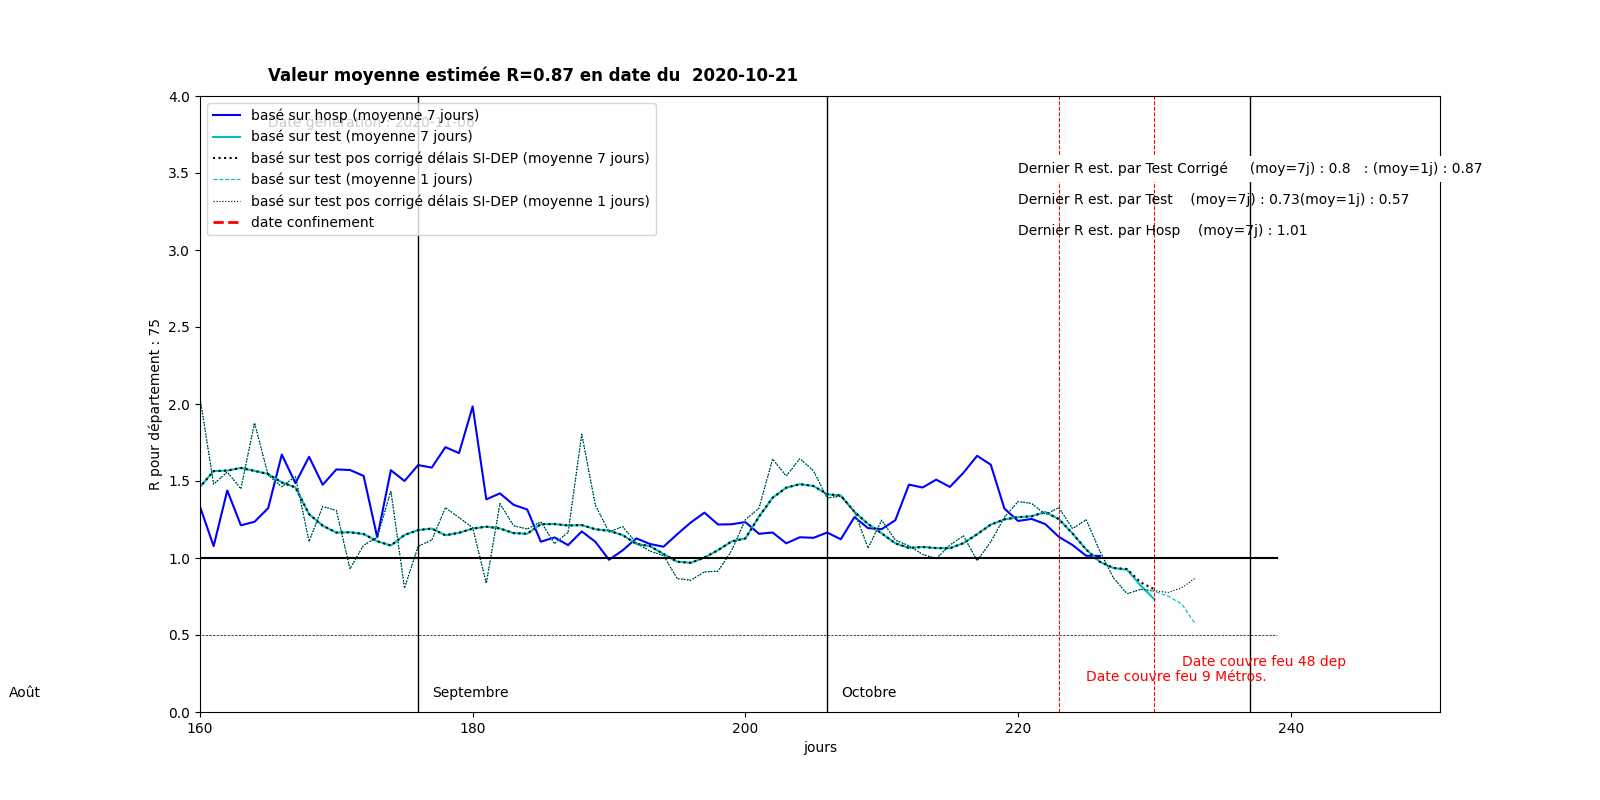 Valeur moyenne estimée R=0.87 en date du  2020-10-21
Date génération : 2020-11-06
basé sur hosp (moyenne 7 jours)
basé sur test (moyenne 7 jours)
basé sur test pos corrigé délais SI-DEP (moyenne 7 jours)
basé sur test (moyenne 1 jours)
basé sur test pos corrigé délais SI-DEP (moyenne 1 jours)
date confinement
Dernier R est. par Test Corrigé     (moy=7j) : 0.8   : (moy=1j) : 0.87
Dernier R est. par Test    (moy=7j) : 0.73(moy=1j) : 0.57
Dernier R est. par Hosp    (moy=7j) : 1.01
4.0
3.5
3.0
2.5
2.0
1.5
1.0
0.5
0.0
R pour département : 75
Date couvre feu 48 dep
Date couvre feu 9 Métros.
Août
Septembre
Octobre
160
180
200
220
240
jours